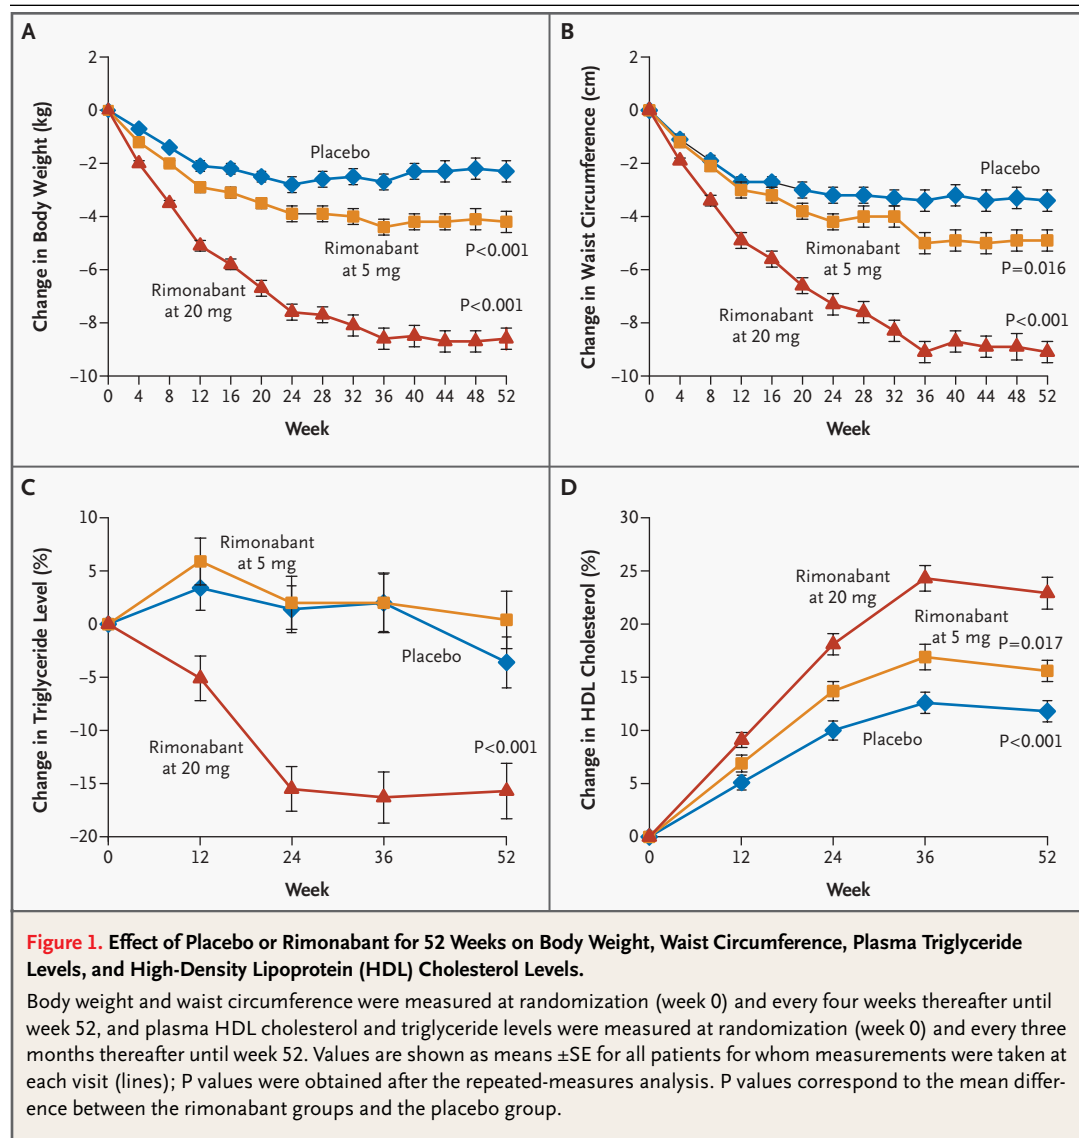 A
Change in Body Weight (kg)
2
0
–2
–4
–6
–8
–10
Placebo
Rimonabant
at 5 mg
P<0.001
Rimonabant
at 20 mg
P<0.001
0 4 8 12 16 20 24 28 32 36 40 44 48 52
Week
B
Change in Waist Circumference (cm)
2
0
–2
–4
–6
–8
–10
Placebo
Rimonabant
at 5 mg
P=0.016
Rimonabant
at 20 mg
P<0.001
0 4 8 12 16 20 24 28 32 36 40 44 48 52
Week
C
Change in Triglyceride Level (%)
10
5
0
–5
–10
–15
–20
Rimonabant
at 5 mg
Placebo
Rimonabant
at 20 mg
P<0.001
0 12 24 36 52
Week
D
Change in HDL Cholesterol (%)
30
25
20
15
10
5
0
Rimonabant
at 20 mg
Rimonabant
at 5 mg
P=0.017
Placebo
P<0.001
0 12 24 36 52
Week
Figure 1. Effect of Placebo or Rimonabant for 52 Weeks on Body Weight, Waist Circumference, Plasma Triglyceride
Levels, and High-Density Lipoprotein (HDL) Cholesterol Levels.
Body weight and waist circumference were measured at randomization (week 0) and every four weeks thereafter until
week 52, and plasma HDL cholesterol and triglyceride levels were measured at randomization (week 0) and every three
months thereafter until week 52. Values are shown as means ±SE for all patients for whom measurements were taken at
each visit (lines); P values were obtained after the repeated-measures analysis. P values correspond to the mean differ-
ence between the rimonabant groups and the placebo group.